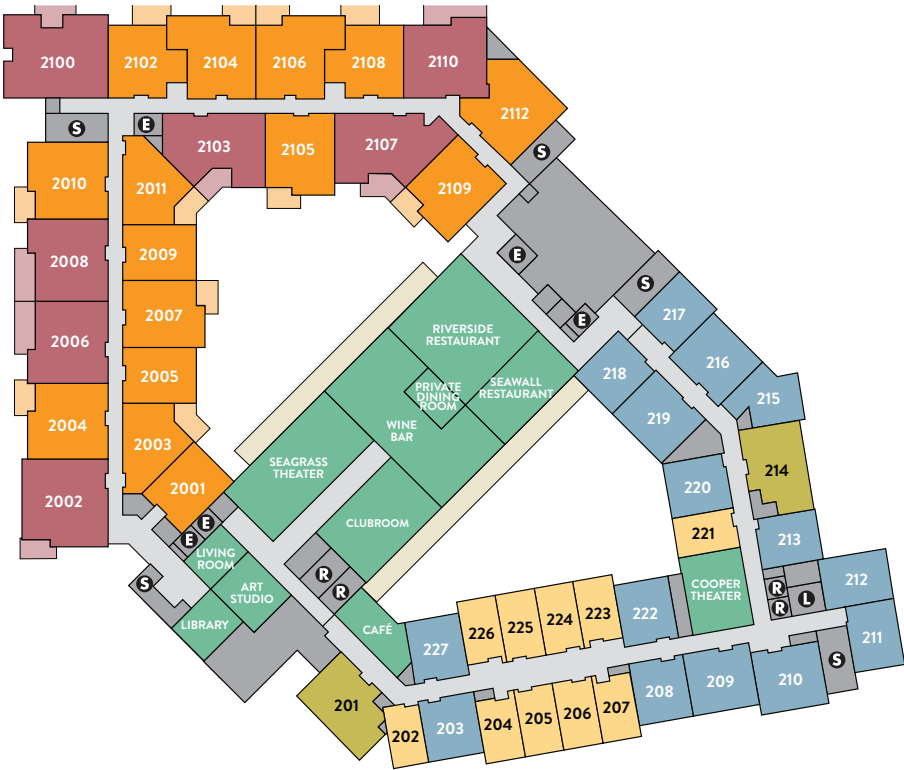 2100
2102
2104
2106
2108
2110
2112
S
E
2103
2105
2107
2109
S
2010
2011
2008
2009
2006
2007
2004
2005
2002
2003
2001
E
E
S
E
E
S
217
216
215
218
219
214
220
221
213
212
211
RIVERSIDE
RESTAURANT
SEAWALL
RESTAURANT
PRIVATE
DINING
ROOM
WINE
BAR
SEAGRASS
THEATER
CLUBROOM
LIVING
ROOM
ART
STUDIO
LIBRARY
R
R
CAFÉ
COOPER
THEATER
R
R
L
S
227
226
225
224
223
222
201
202
203
204
205
206
207
208
209
210